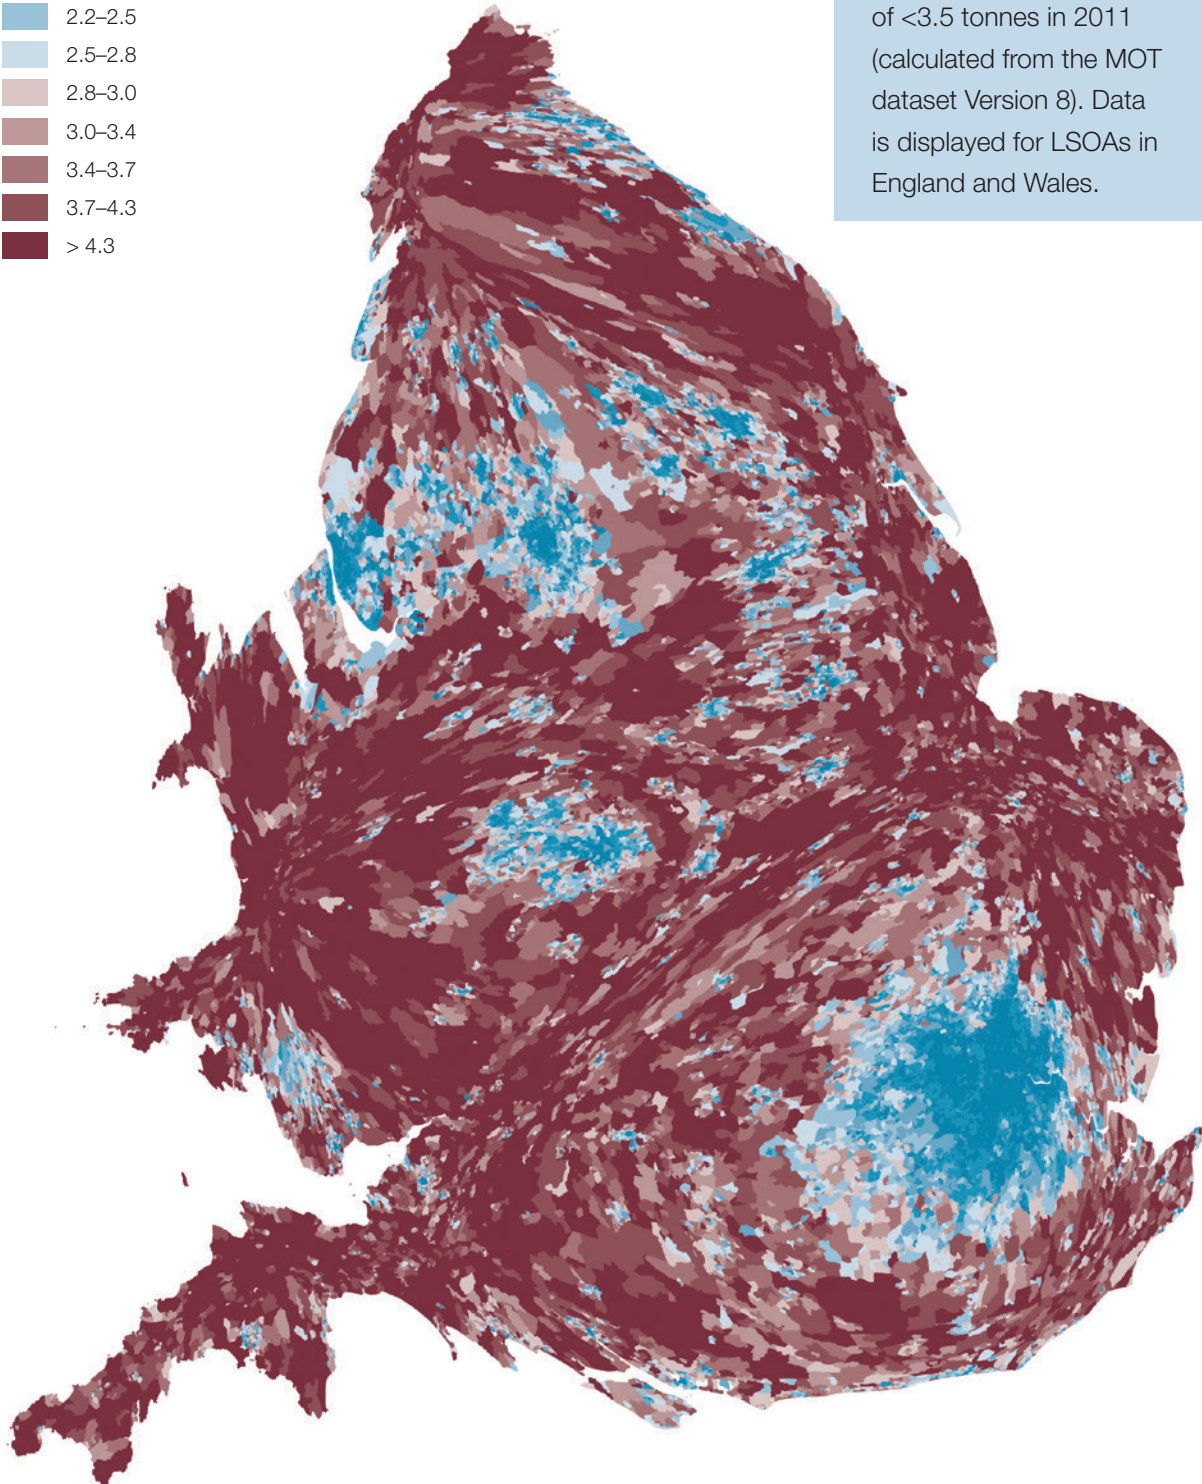 2.2–2.5
2.5–2.8
2.8–3.0
3.0–3.4
3.4–3.7
3.7–4.3
> 4.3
of <3.5 tonnes in 2011
(calculated from the MOT
dataset Version 8). Data
is displayed for LSOAs in
England and Wales.